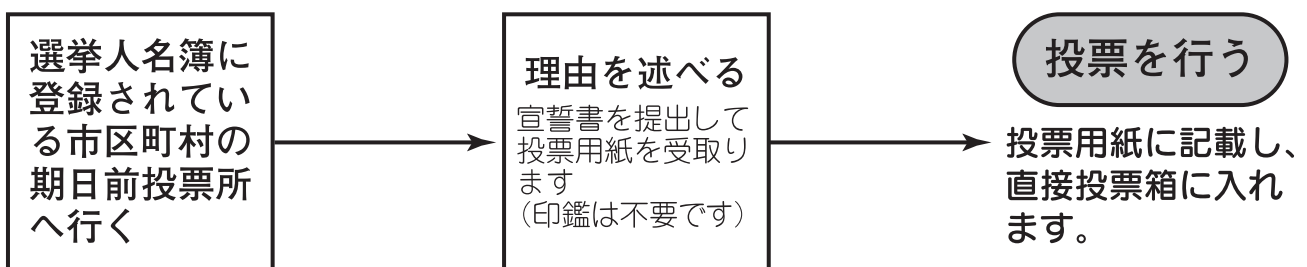 選挙人名簿に
登録されてい
る市区町村の
期日前投票所
へ行く
理由を述べる
宣誓書を提出して
投票用紙を受取り
ます
（印鑑は不要です）
投票を行う
投票用紙に記載し、
直接投票箱に入れ
ます。